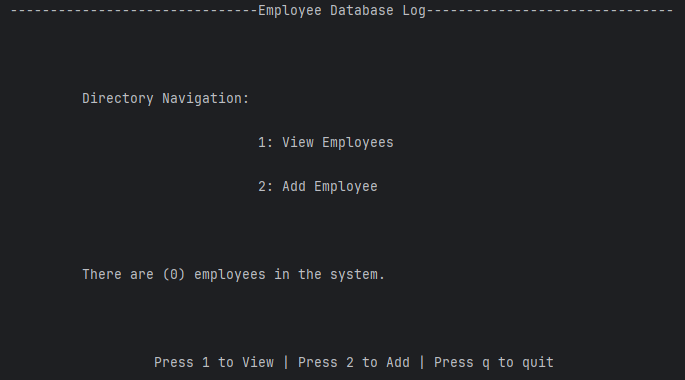 -------------------------------Employee Database Log-------------------------------
Directory Navigation:
1: View Employees
2: Add Employee
There are (0) employees in the system.
Press 1 to View | Press 2 to Add | Press q to quit